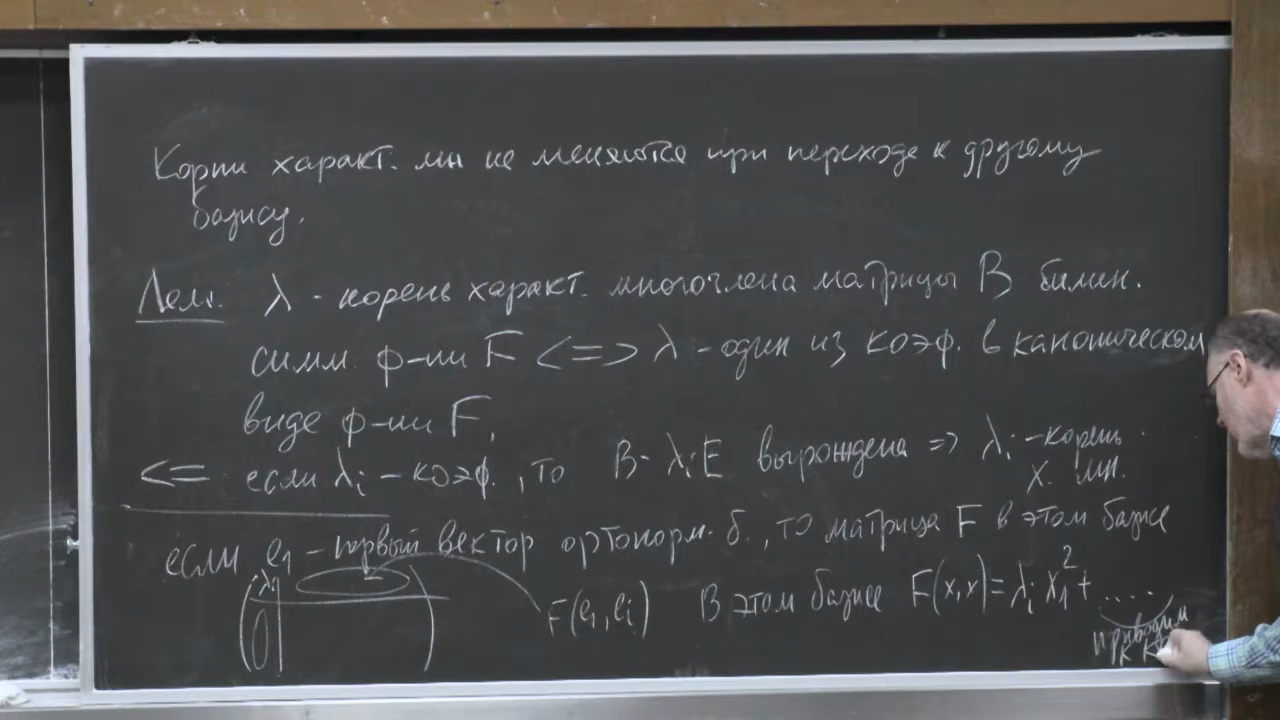 Корни характ. мн не меняются при переходе к другому
базису.
Лем. λ - корень характ. многочлена матрицы B билин.
симм. ф-ии F <=> λ - один из коэф. в каноническом
виде ф-ии F,
<= если λi - коэф., то B - λiE вырождена => λi - корень
х. мн.
если e1 - первый вектор ортонорм. б., то матрица F в этом базисе
λ1
0
F(e1, ei) В этом базисе F(x,x) = λi x1² + ....
приводим
к